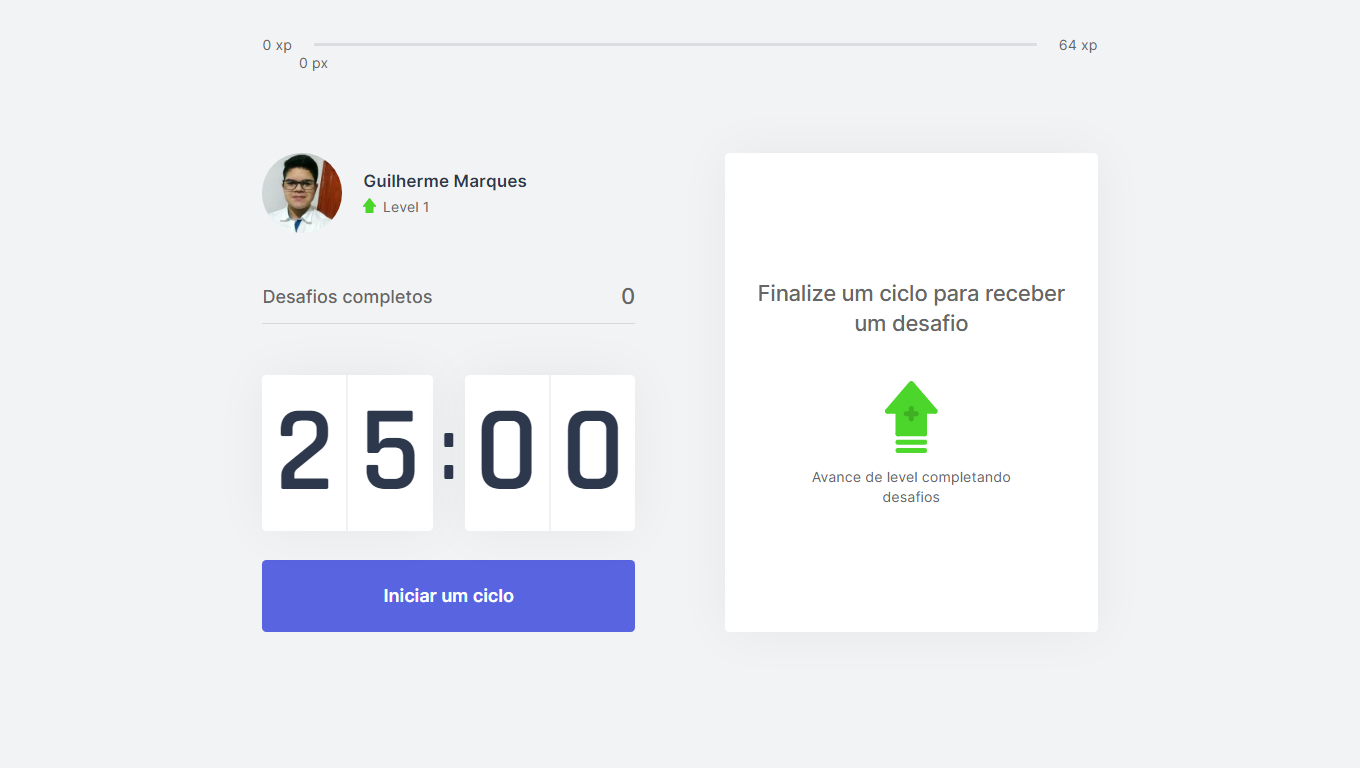 0 xp
64 xp
0 px
Guilherme Marques
Level 1
Desafios completos
0
25:00
Iniciar um ciclo
Finalize um ciclo para receber
um desafio
Avance de level completando
desafios